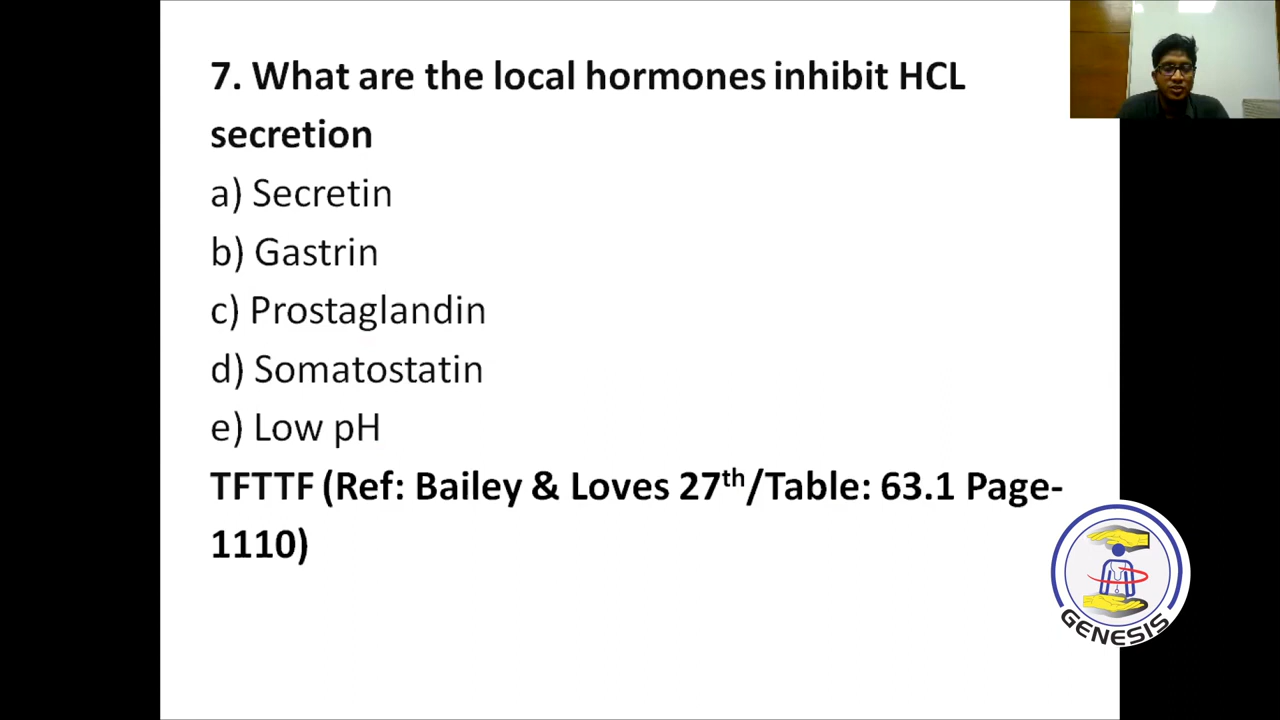 7. What are the local hormones inhibit HCL
secretion
a) Secretin
b) Gastrin
c) Prostaglandin
d) Somatostatin
e) Low pH
TFTTF (Ref: Bailey & Loves 27th/Table: 63.1 Page-
1110)
GENESIS